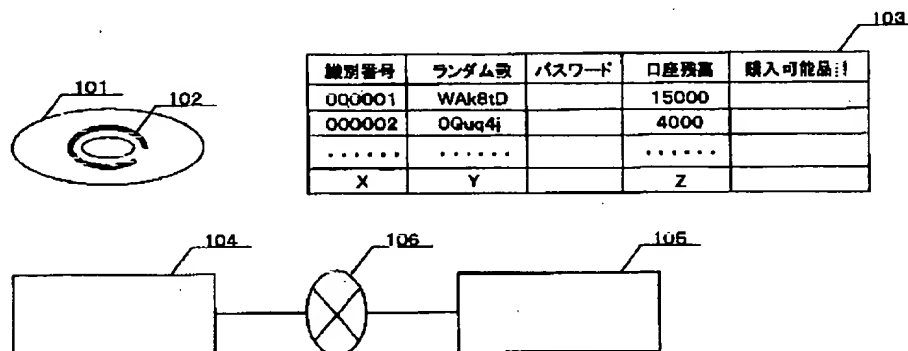 103
識別番号 ランダム数 パスワード 口座残高 購入可能品
000001 WAk8tD 15000
000002 0Quq4j 4000
...... ...... ......
X Y Z
101
102
104
106
105